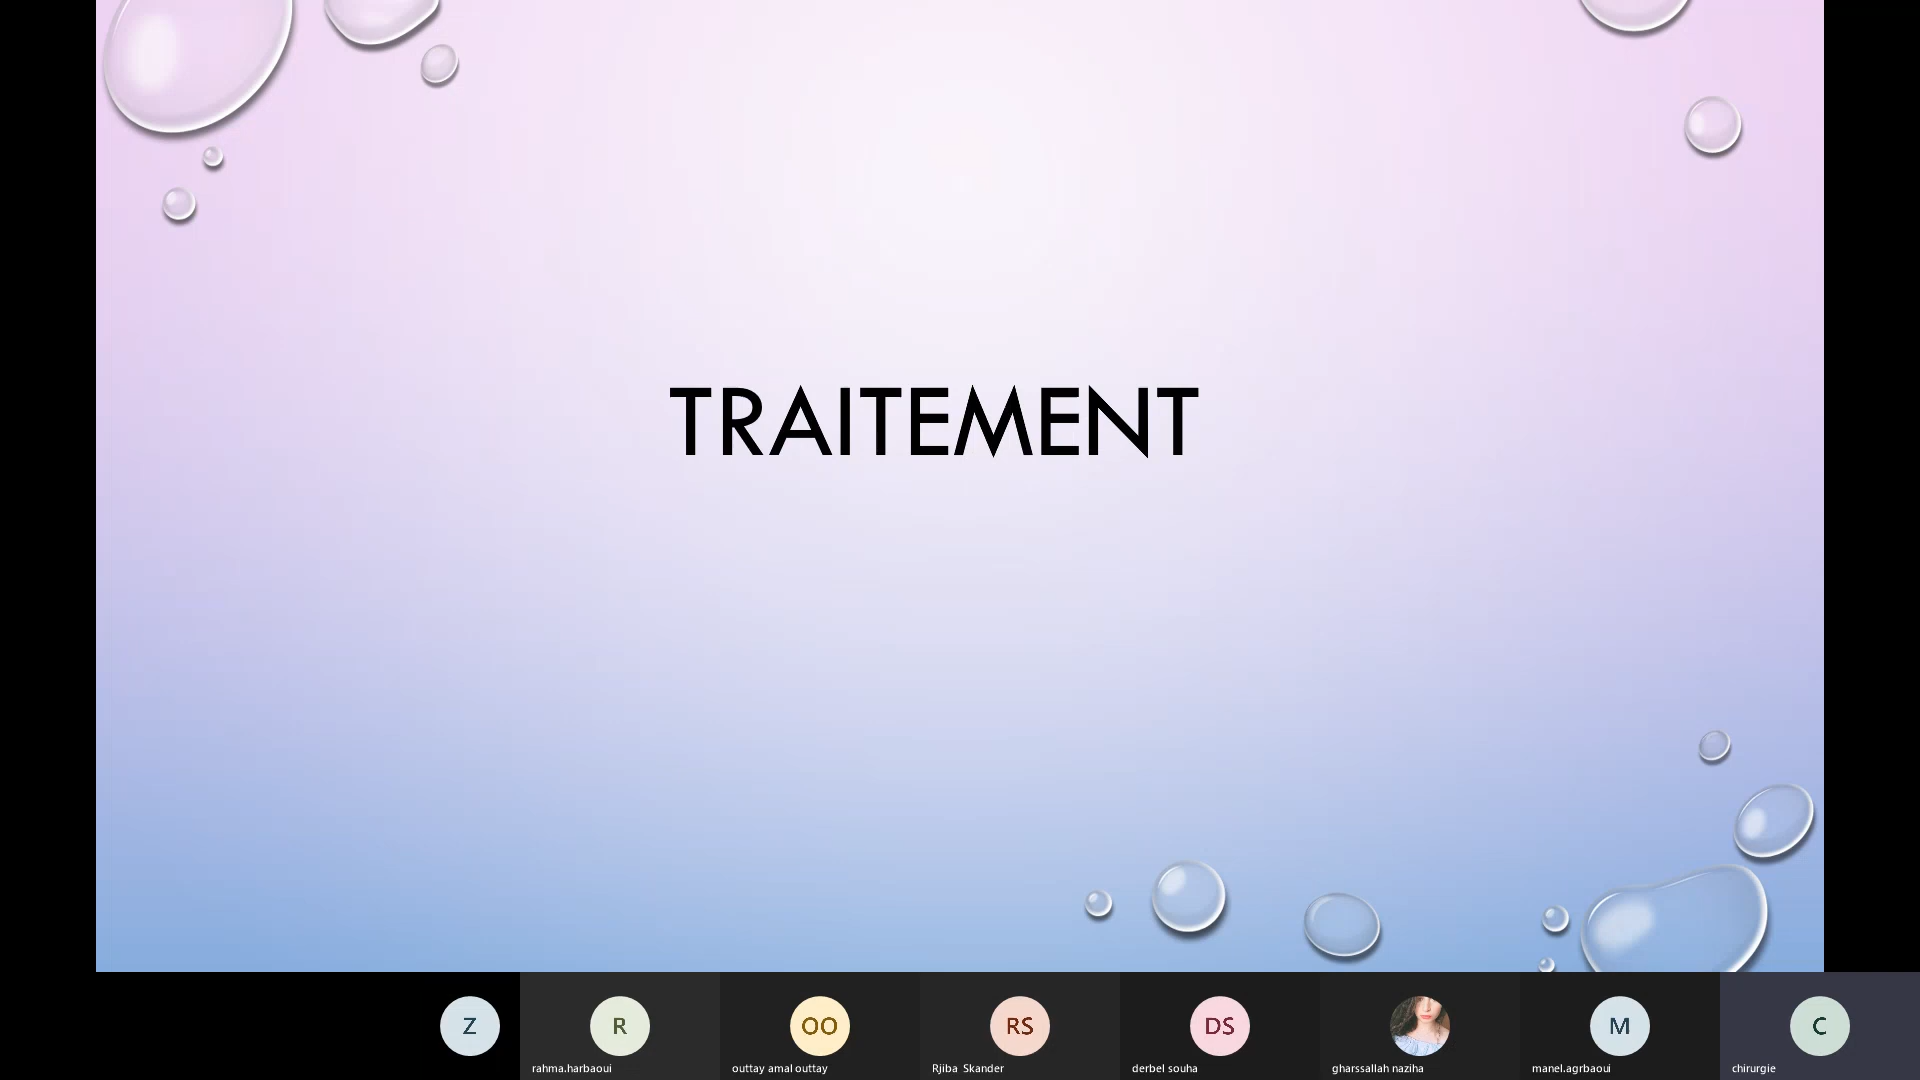 TRAITEMENT
Z
R
OO
RS
DS
M
C
rahma.harbaoui
outtay amal outtay
Rjiba Skander
derbel souha
gharssallah naziha
manel.agrbaoui
chirurgie